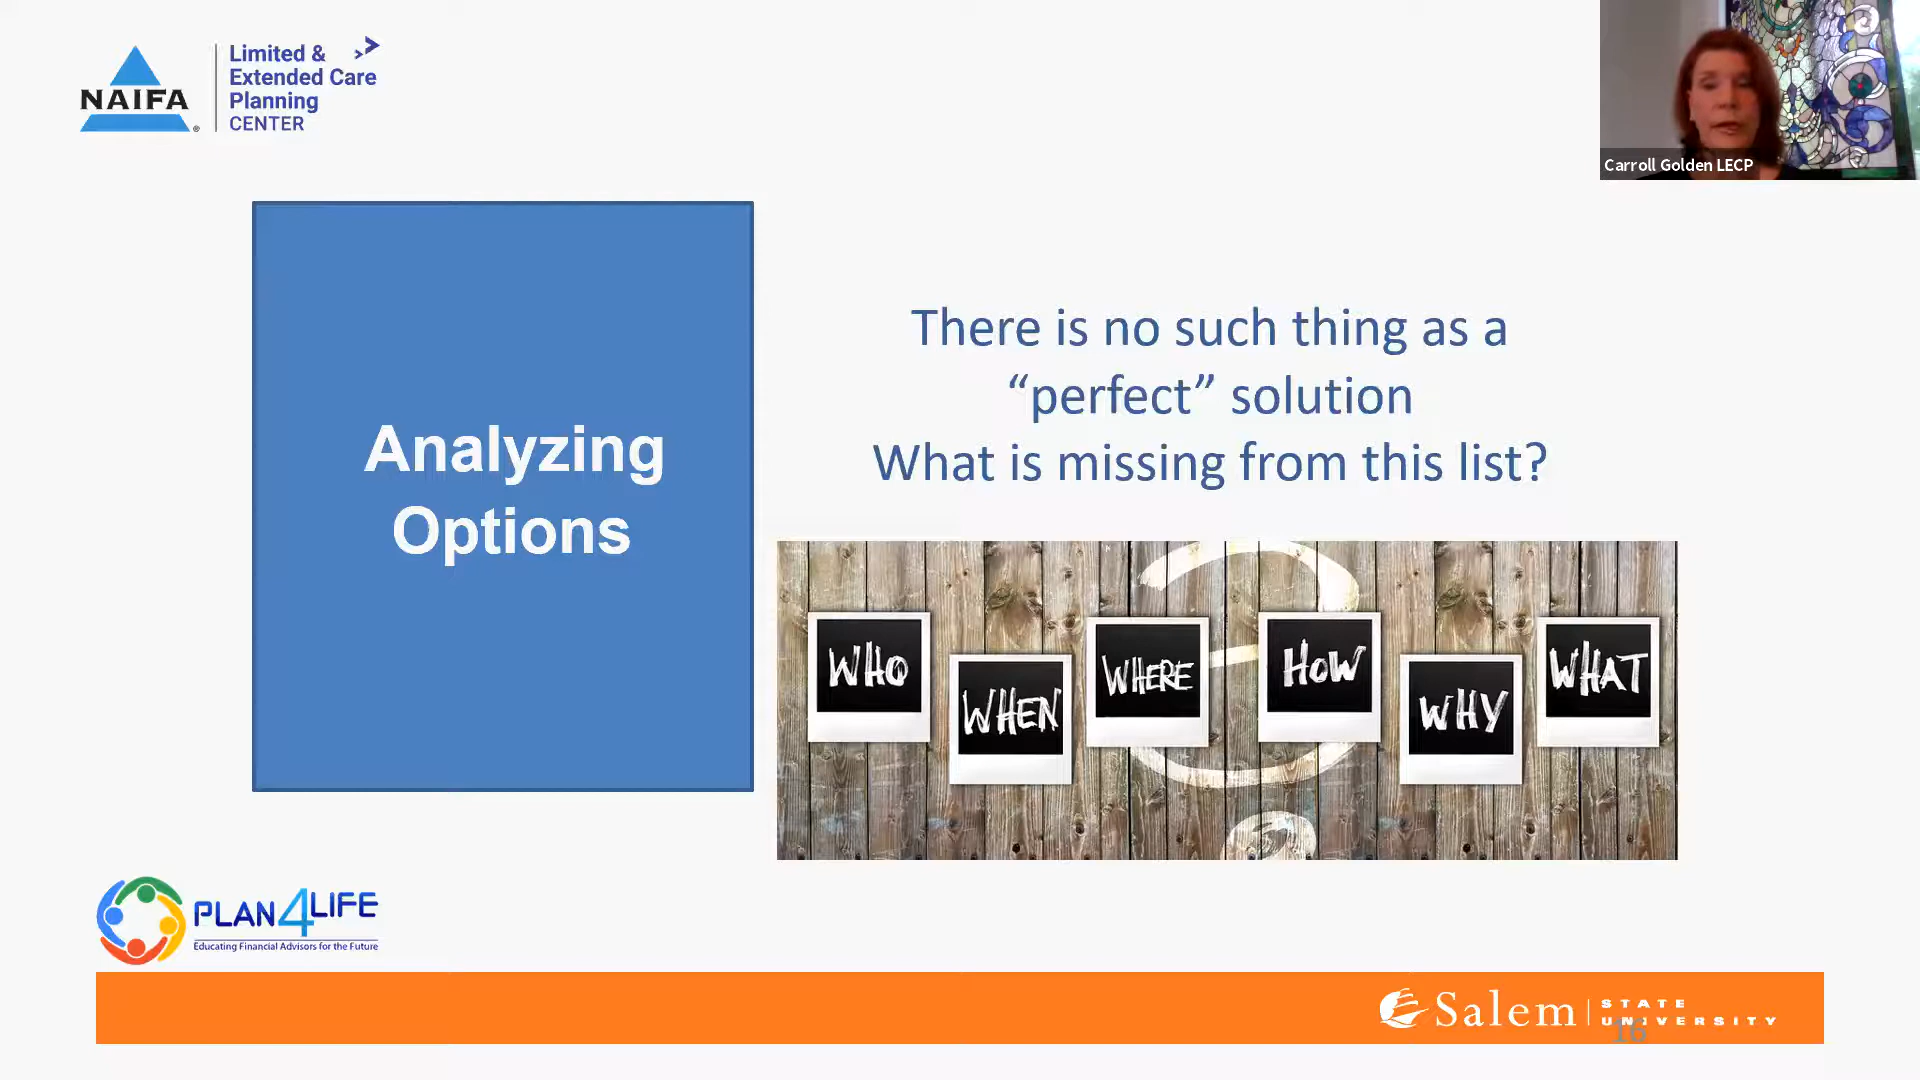 NAIFA
®
Limited &
Extended Care
Planning
CENTER
Carroll Golden LECP
Analyzing
Options
There is no such thing as a
“perfect” solution
What is missing from this list?
WHO
WHEN
WHERE
HOW
WHY
WHAT
PLAN4LIFE
Educating Financial Advisors for the Future
Salem
STATE
UNIVERSITY
16